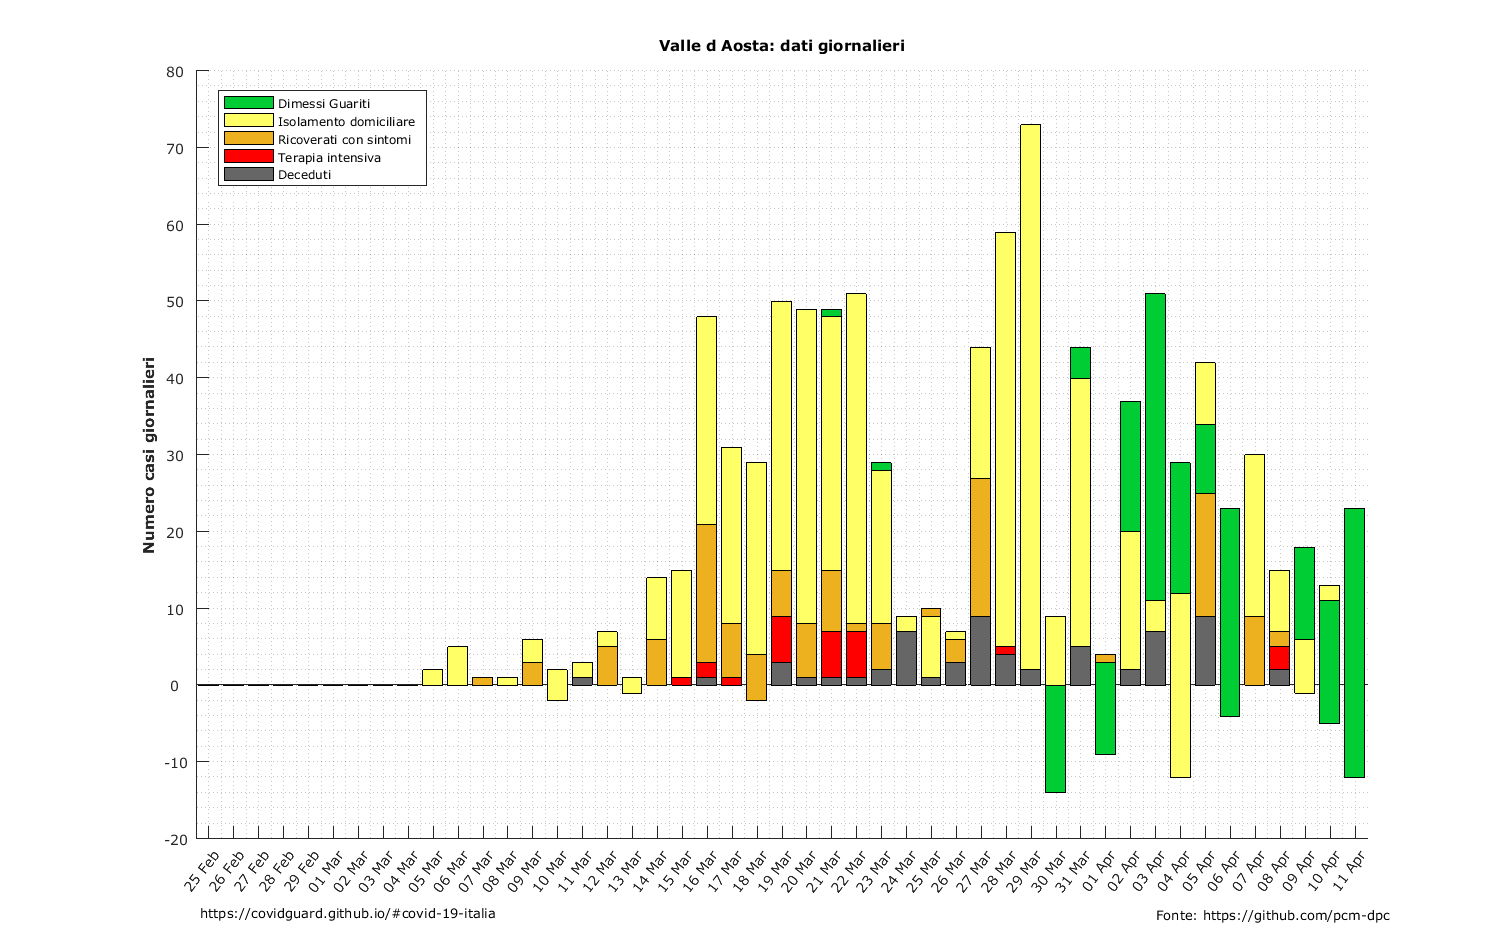 Valle d Aosta: dati giornalieri
80
70
60
50
40
30
20
10
0
-10
-20
Numero casi giornalieri
Dimessi Guariti
Isolamento domiciliare
Ricoverati con sintomi
Terapia intensiva
Deceduti
25 Feb
26 Feb
27 Feb
28 Feb
29 Feb
01 Mar
02 Mar
03 Mar
04 Mar
05 Mar
06 Mar
07 Mar
08 Mar
09 Mar
10 Mar
11 Mar
12 Mar
13 Mar
14 Mar
15 Mar
16 Mar
17 Mar
18 Mar
19 Mar
20 Mar
21 Mar
22 Mar
23 Mar
24 Mar
25 Mar
26 Mar
27 Mar
28 Mar
29 Mar
30 Mar
31 Mar
01 Apr
02 Apr
03 Apr
04 Apr
05 Apr
06 Apr
07 Apr
08 Apr
09 Apr
10 Apr
11 Apr
https://covidguard.github.io/#covid-19-italia
Fonte: https://github.com/pcm-dpc